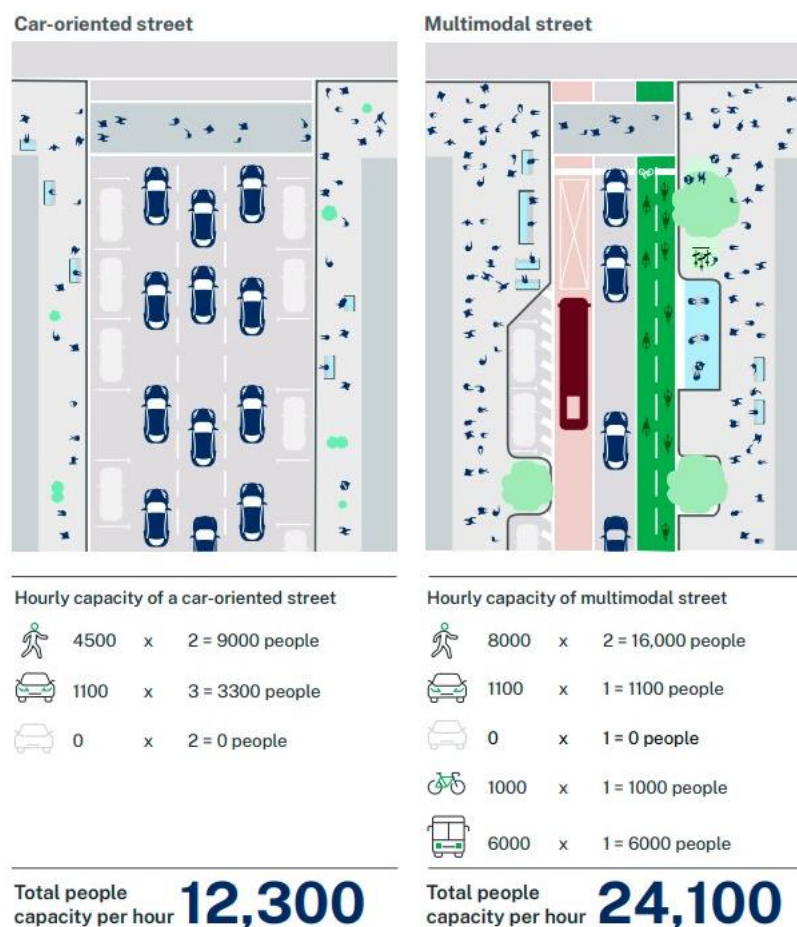 Car-oriented street
Multimodal street
Hourly capacity of a car-oriented street
4500 x 2 = 9000 people
1100 x 3 = 3300 people
0 x 2 = 0 people
Total people
capacity per hour 12,300
Hourly capacity of multimodal street
8000 x 2 = 16,000 people
1100 x 1 = 1100 people
0 x 1 = 0 people
1000 x 1 = 1000 people
6000 x 1 = 6000 people
Total people
capacity per hour 24,100